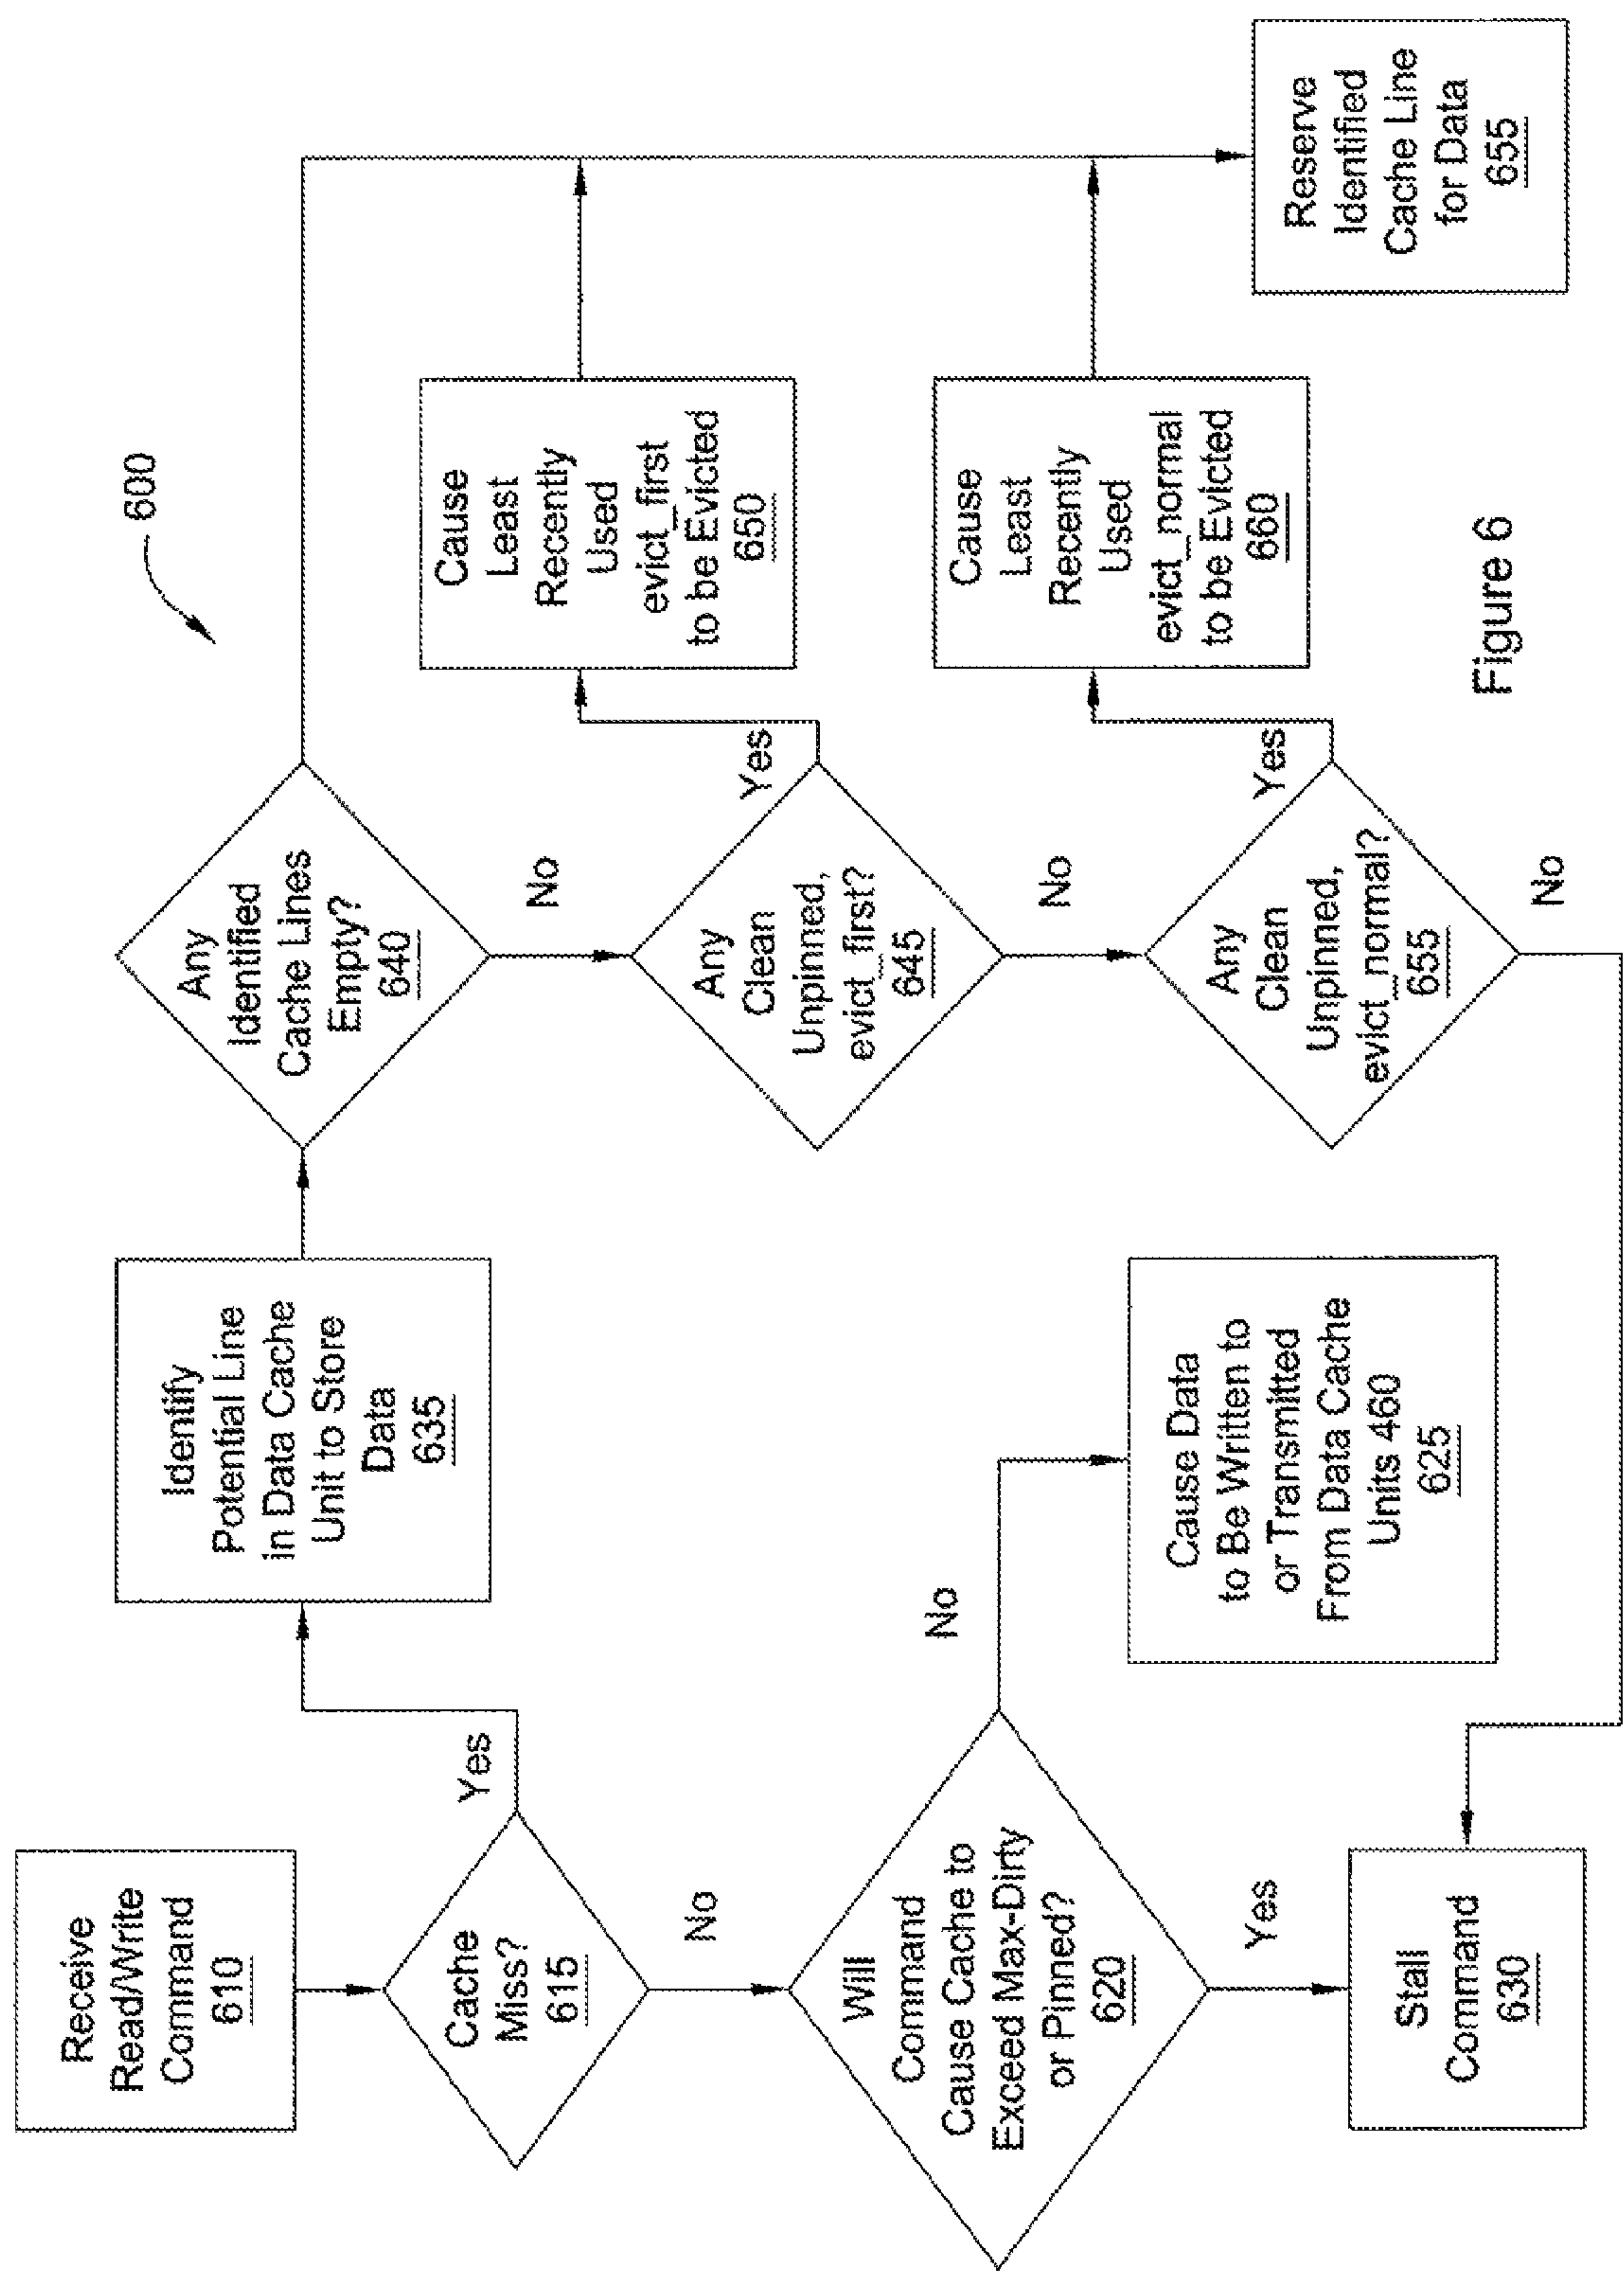 600
Receive
Read/Write
Command
610
Cache
Miss?
615
Yes
No
Will
Command
Cause Cache to
Exceed Max-Dirty
or Pinned?
620
No
Yes
Cause Data
to Be Written to
or Transmitted
From Data Cache
Units 460
625
Stall
Command
630
Identify
Potential Line
in Data Cache
Unit to Store
Data
635
Any
Identified
Cache Lines
Empty?
640
No
Any
Clean
Unpinned,
evict_first?
645
Yes
No
Cause
Least
Recently
Used
evict_first
to be Evicted
650
Any
Clean
Unpinned,
evict_normal?
655
Yes
No
Cause
Least
Recently
Used
evict_normal
to be Evicted
660
Reserve
Identified
Cache Line
for Data
655
Figure 6